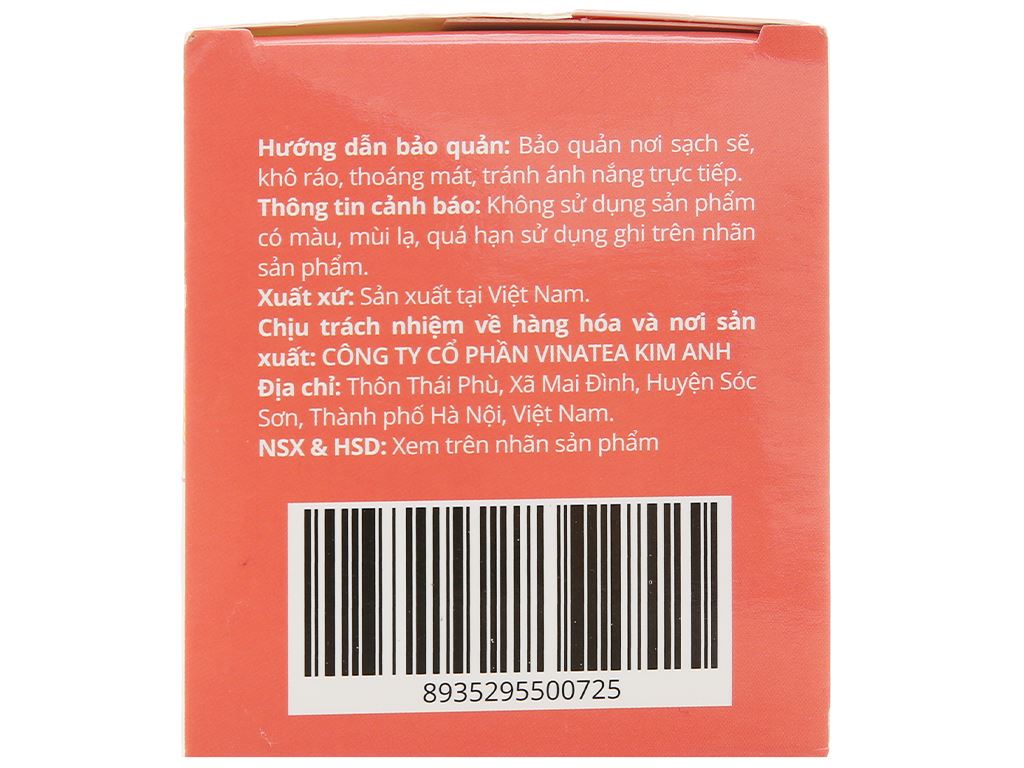 Hướng dẫn bảo quản: Bảo quản nơi sạch sẽ,
khô ráo, thoáng mát, tránh ánh nắng trực tiếp.
Thông tin cảnh báo: Không sử dụng sản phẩm
có màu, mùi lạ, quá hạn sử dụng ghi trên nhãn
sản phẩm.
Xuất xứ: Sản xuất tại Việt Nam.
Chịu trách nhiệm về hàng hóa và nơi sản
xuất: CÔNG TY CỔ PHẦN VINATEA KIM ANH
Địa chỉ: Thôn Thái Phù, Xã Mai Đình, Huyện Sóc
Sơn, Thành phố Hà Nội, Việt Nam.
NSX & HSD: Xem trên nhãn sản phẩm
8935295500725